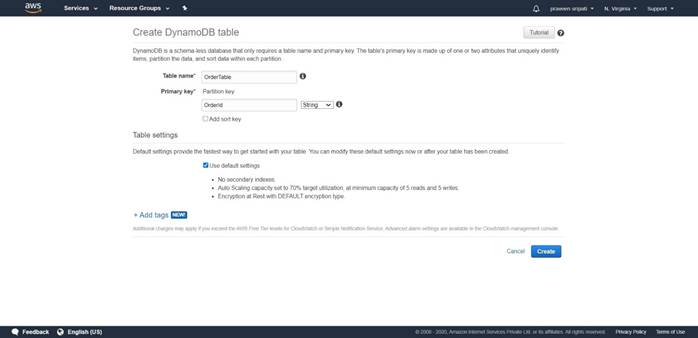 aws Services Resource Groups praveen sripati N. Virginia Support
Create DynamoDB table Tutorial ?
DynamoDB is a schema-less database that only requires a table name and primary key. The table's primary key is made up of one or two attributes that uniquely identify
items, partition the data, and sort data within each partition.
Table name* OrderTable
Primary key* Partition key
OrderId String
Add sort key
Table settings
Default settings provide the fastest way to get started with your table. You can modify these default settings now or after your table has been created.
Use default settings
• No secondary indexes.
• Auto Scaling capacity set to 70% target utilization, at minimum capacity of 5 reads and 5 writes.
• Encryption at Rest with DEFAULT encryption type.
+ Add tags NEW!
Additional charges may apply if you exceed the AWS Free Tier levels for CloudWatch or Simple Notification Service. Advanced alarm settings are available in the CloudWatch management console.
Cancel Create
Feedback English (US) © 2008 - 2020, Amazon Internet Services Private Ltd. or its affiliates. All rights reserved. Privacy Policy Terms of Use